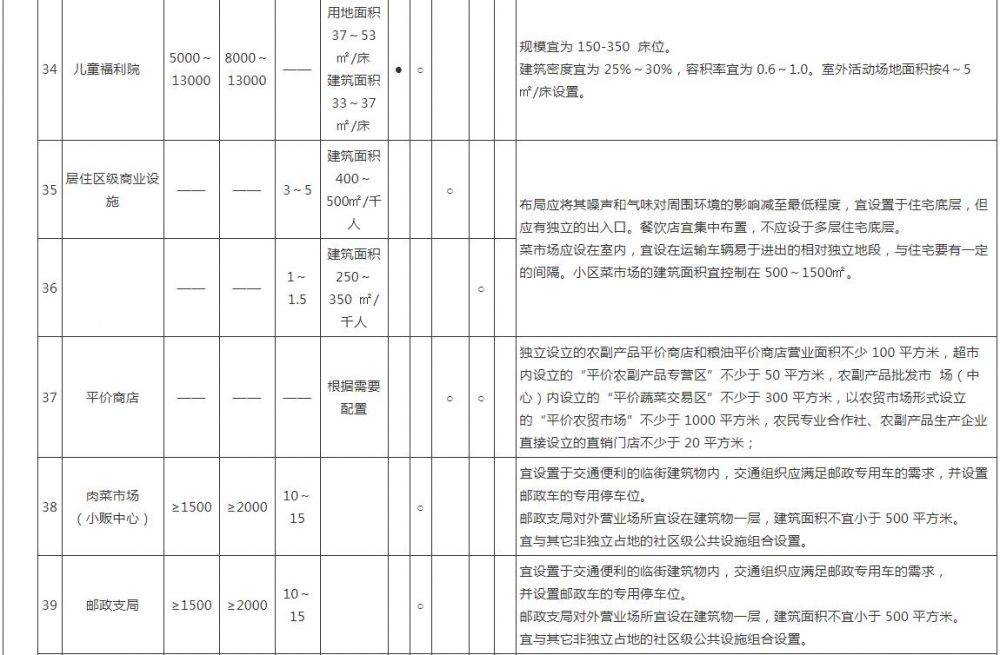 34
儿童福利院
5000～
13000
8000～
13000
——
用地面积
37～53
㎡/床
建筑面积
33～37
㎡/床
●
○
规模宜为 150-350 床位。
建筑密度宜为 25%～30%，容积率宜为 0.6～1.0。室外活动场地面积按4～5
㎡/床设置。
35
居住区级商业设
施
——
——
3～5
建筑面积
400～
500㎡/千
人
○
布局应将其噪声和气味对周围环境的影响减至最低程度，宜设置于住宅底层，但
应有独立的出入口。餐饮店宜集中布置，不应设于多层住宅底层。
菜市场应设在室内，宜设在运输车辆易于进出的相对独立地段，与住宅要有一定
的间隔。小区菜市场的建筑面积宜控制在 500～1500㎡。
36
——
——
1～
1.5
建筑面积
250～
350 ㎡/
千人
○
37
平价商店
——
——
——
根据需要
配置
○
○
独立设立的农副产品平价商店和粮油平价商店营业面积不少 100 平方米，超市
内设立的“平价农副产品专营区”不少于 50 平方米，农副产品批发市 场（中
心）内设立的“平价蔬菜交易区”不少于 300 平方米，以农贸市场形式设立
的“平价农贸市场”不少于 1000 平方米，农民专业合作社、农副产品生产企业
直接设立的直销门店不少于 20 平方米；
38
肉菜市场
（小贩中心）
≥1500
≥2000
10～
15
○
宜设置于交通便利的临街建筑物内，交通组织应满足邮政专用车的需求，并设置
邮政车的专用停车位。
邮政支局对外营业场所宜设在建筑物一层，建筑面积不宜小于 500 平方米。
宜与其它非独立占地的社区级公共设施组合设置。
39
邮政支局
≥1500
≥2000
10～
15
○
宜设置于交通便利的临街建筑物内，交通组织应满足邮政专用车的需求，
并设置邮政车的专用停车位。
邮政支局对外营业场所宜设在建筑物一层，建筑面积不宜小于 500 平方米。
宜与其它非独立占地的社区级公共设施组合设置。